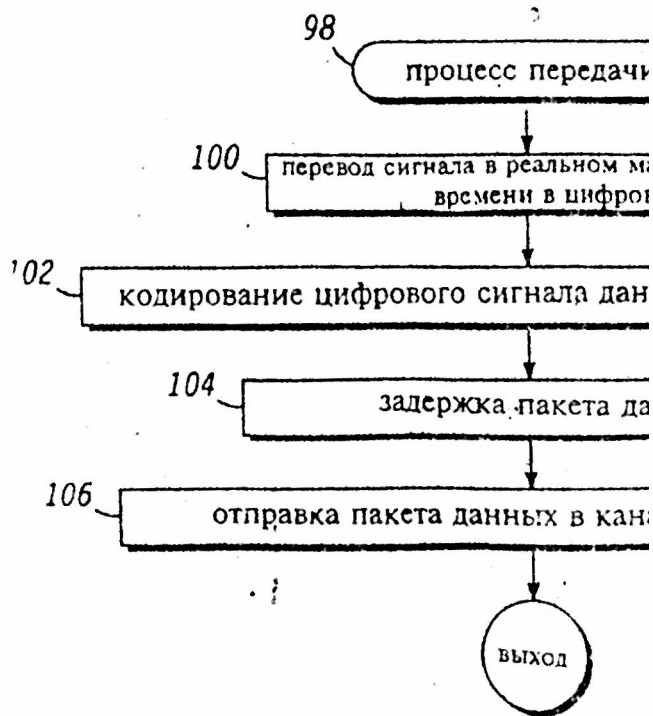 98
процесс передачи
100
перевод сигнала в реальном ма
времени в цифров
102
кодирование цифрового сигнала дан
104
задержка пакета да
106
отправка пакета данных в кана
выход